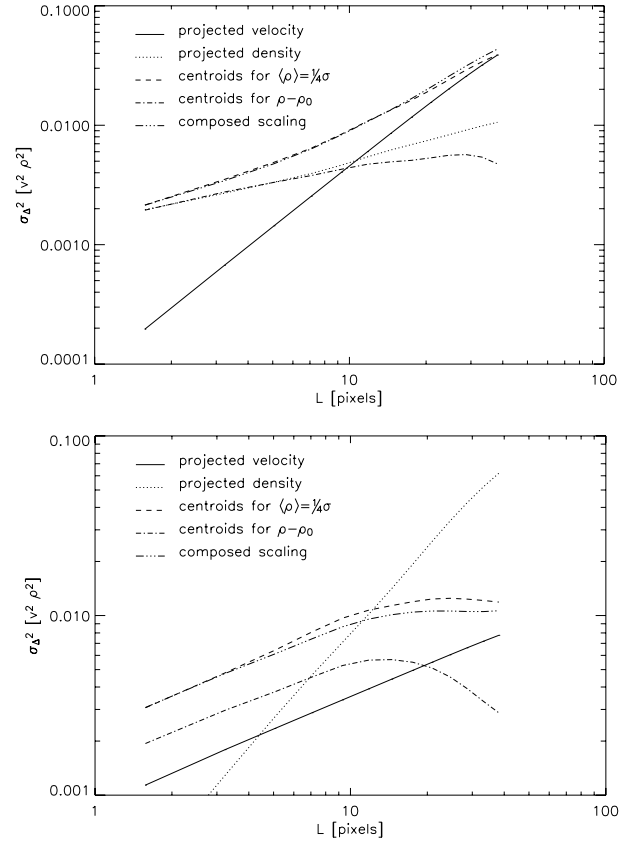 0.1000
0.0100
0.0010
0.0001
σ_Δ² [v² ρ²]
projected velocity
projected density
centroids for ⟨ρ⟩=¼σ
centroids for ρ−ρ₀
composed scaling
1 10 100
L [pixels]
0.100
0.010
0.001
σ_Δ² [v² ρ²]
projected velocity
projected density
centroids for ⟨ρ⟩=¼σ
centroids for ρ−ρ₀
composed scaling
1 10 100
L [pixels]